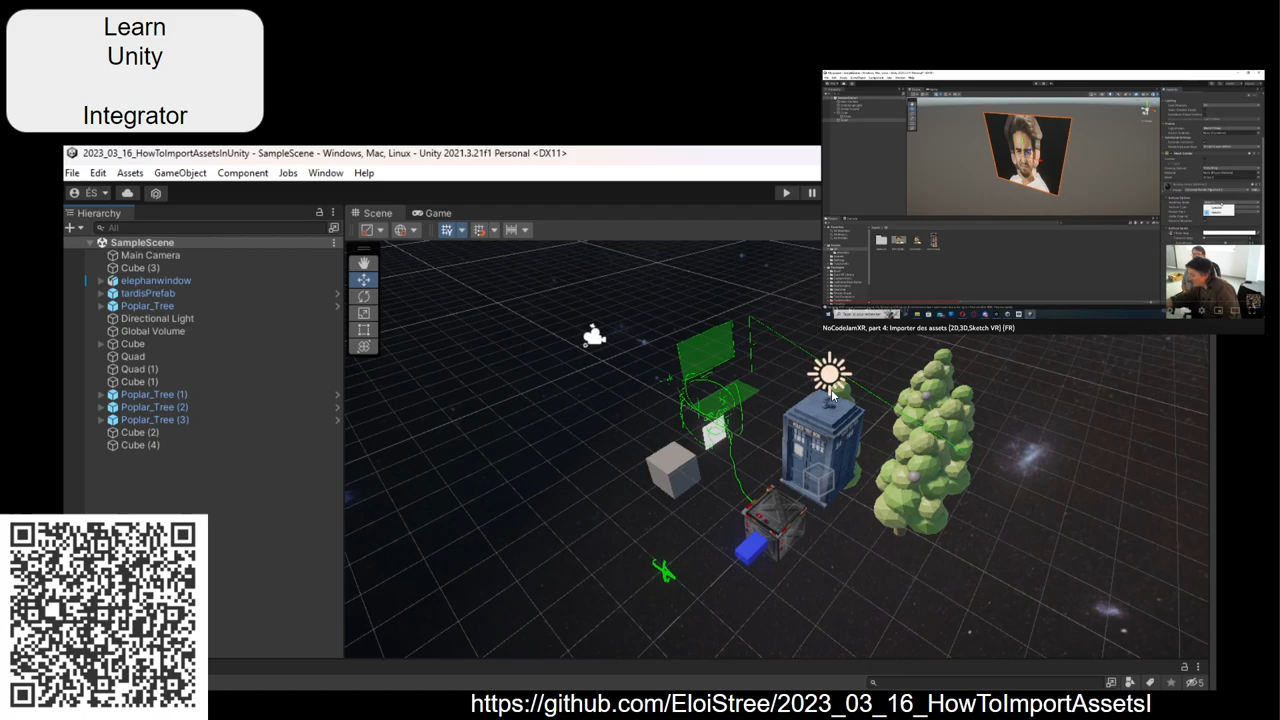 Learn
Unity
Integrator
2023_03_16_HowToImportAssetsInUnity - SampleScene - Windows, Mac, Linux - Unity 2021.3.21f1 Personal <DX11>
File Edit Assets GameObject Component Jobs Window Help
ÉS
Hierarchy
Scene
Game
All
SampleScene
Main Camera
Cube (3)
elephanwindow
tardisPrefab
Poplar_Tree
Directional Light
Global Volume
Cube
Quad
Quad (1)
Cube (1)
Poplar_Tree (1)
Poplar_Tree (2)
Poplar_Tree (3)
Cube (2)
Cube (4)
NoCodeJamXR, part 4: Importer des assets (2D,3D,Sketch VR) [FR]
5
https://github.com/EloiStree/2023_03_16_HowToImportAssetsI